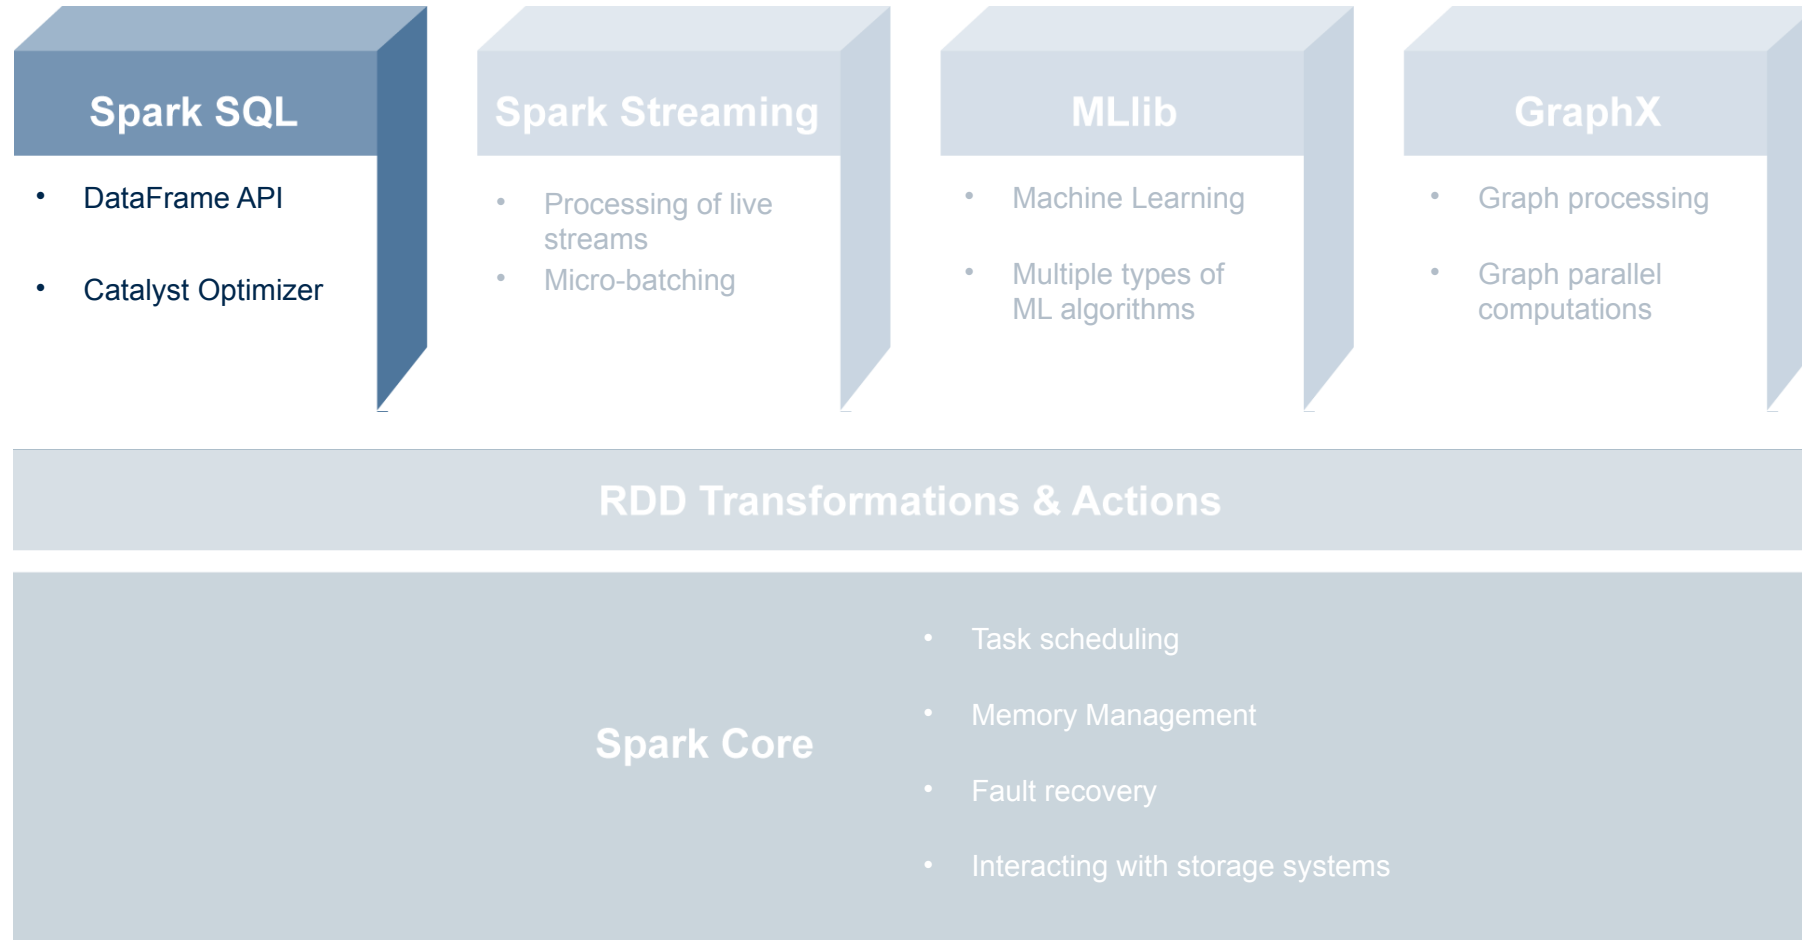 Spark SQL
• DataFrame API
• Catalyst Optimizer
Spark Streaming
• Processing of live
streams
• Micro-batching
MLlib
• Machine Learning
• Multiple types of
ML algorithms
GraphX
• Graph processing
• Graph parallel
computations
RDD Transformations & Actions
Spark Core
• Task scheduling
• Memory Management
• Fault recovery
• Interacting with storage systems